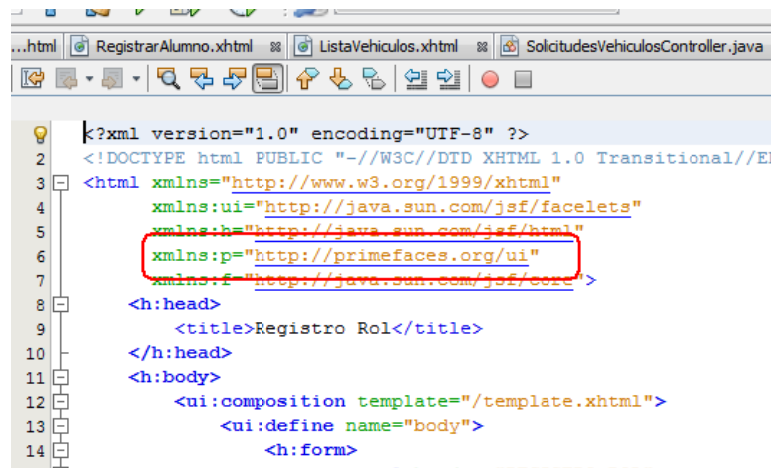 ...html RegistrarAlumno.xhtml ListaVehiculos.xhtml SolcitudesVehiculosController.java
<?xml version="1.0" encoding="UTF-8" ?>
2 <!DOCTYPE html PUBLIC "-//W3C//DTD XHTML 1.0 Transitional//E
3 <html xmlns="http://www.w3.org/1999/xhtml"
4 xmlns:ui="http://java.sun.com/jsf/facelets"
5 xmlns:h="http://java.sun.com/jsf/html"
6 xmlns:p="http://primefaces.org/ui"
7 xmlns:f="http://java.sun.com/jsf/core">
8 <h:head>
9 <title>Registro Rol</title>
10 </h:head>
11 <h:body>
12 <ui:composition template="/template.xhtml">
13 <ui:define name="body">
14 <h:form>